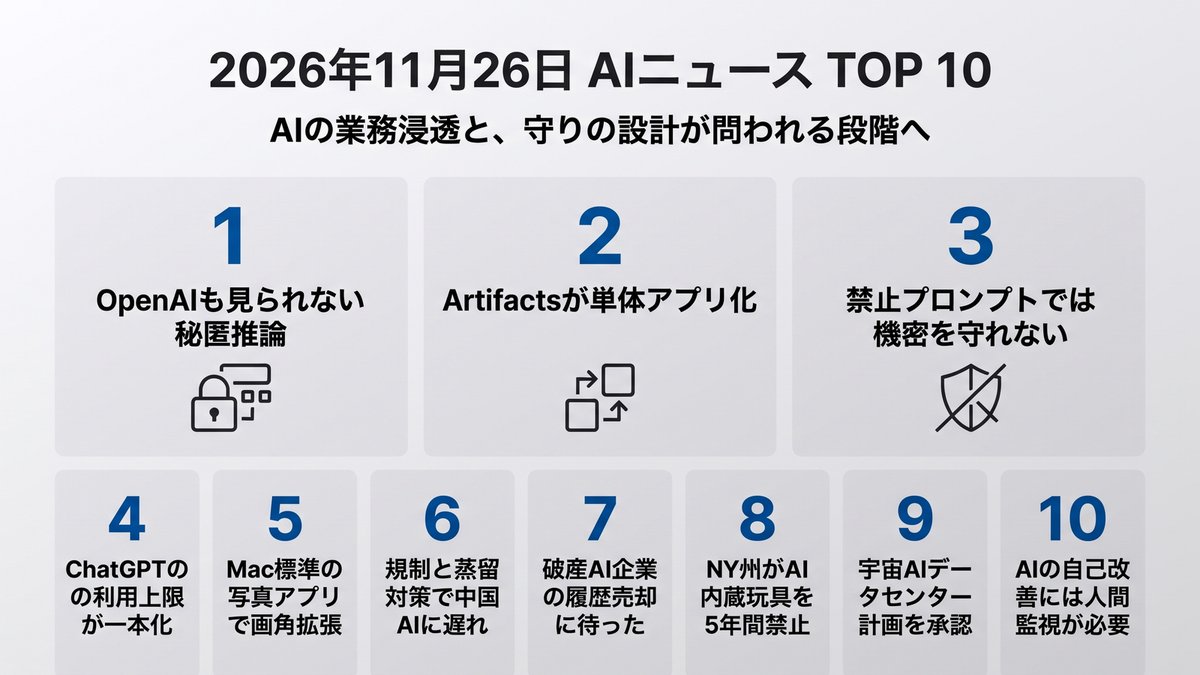 2026年11月26日 AIニュース TOP 10
AIの業務浸透と、守りの設計が問われる段階へ
1
OpenAIも見られない
秘匿推論
2
Artifactsが単体アプリ化
3
禁止プロンプトでは
機密を守れない
4
ChatGPTの
の利用上限
が一本化
5
Mac標準の
写真アプリ
で画角拡張
6
規制と蒸留
対策で中国
AIに遅れ
7
破産AI企業
の履歴売却
に待った
8
NY州がAI
内蔵玩具を
5年間禁止
9
宇宙AIデー
タセンター
計画を承認
10
AIの自己改
善には人間
監視が必要